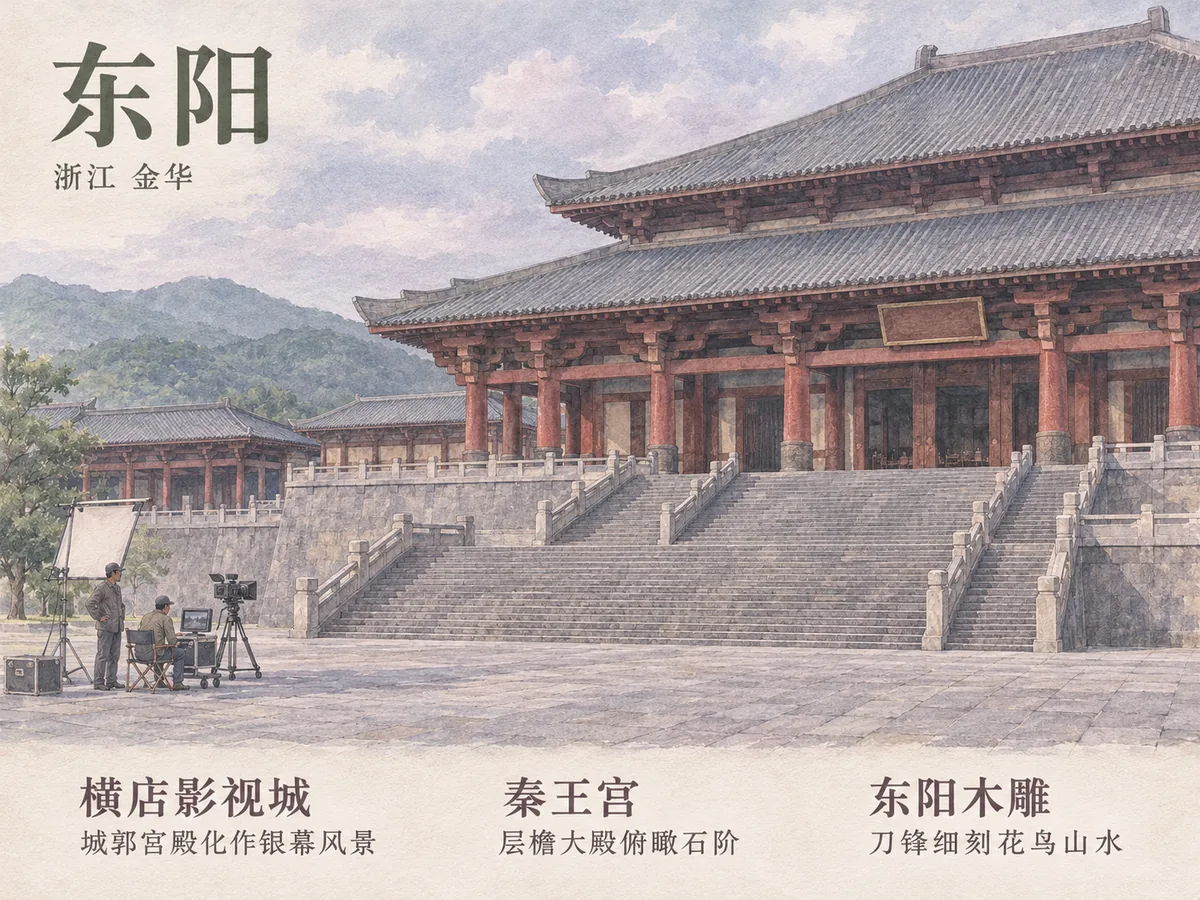 东阳
浙江 金华
横店影视城
城郭宫殿化作银幕风景
秦王宫
层檐大殿俯瞰石阶
东阳木雕
刀锋细刻花鸟山水